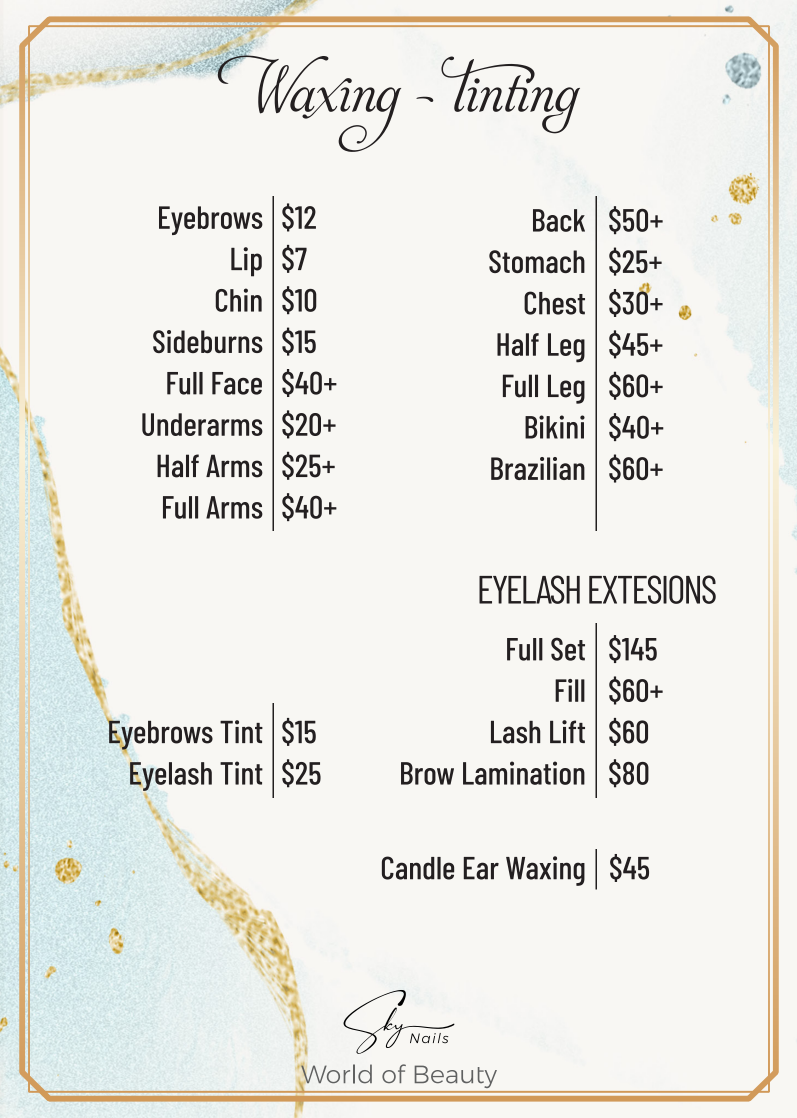 Waxing - tinting
Eyebrows $12
Lip $7
Chin $10
Sideburns $15
Full Face $40+
Underarms $20+
Half Arms $25+
Full Arms $40+
Back $50+
Stomach $25+
Chest $30+
Half Leg $45+
Full Leg $60+
Bikini $40+
Brazilian $60+
EYELASH EXTESIONS
Full Set $145
Fill $60+
Lash Lift $60
Brow Lamination $80
Eyebrows Tint $15
Eyelash Tint $25
Candle Ear Waxing $45
Sky Nails
World of Beauty